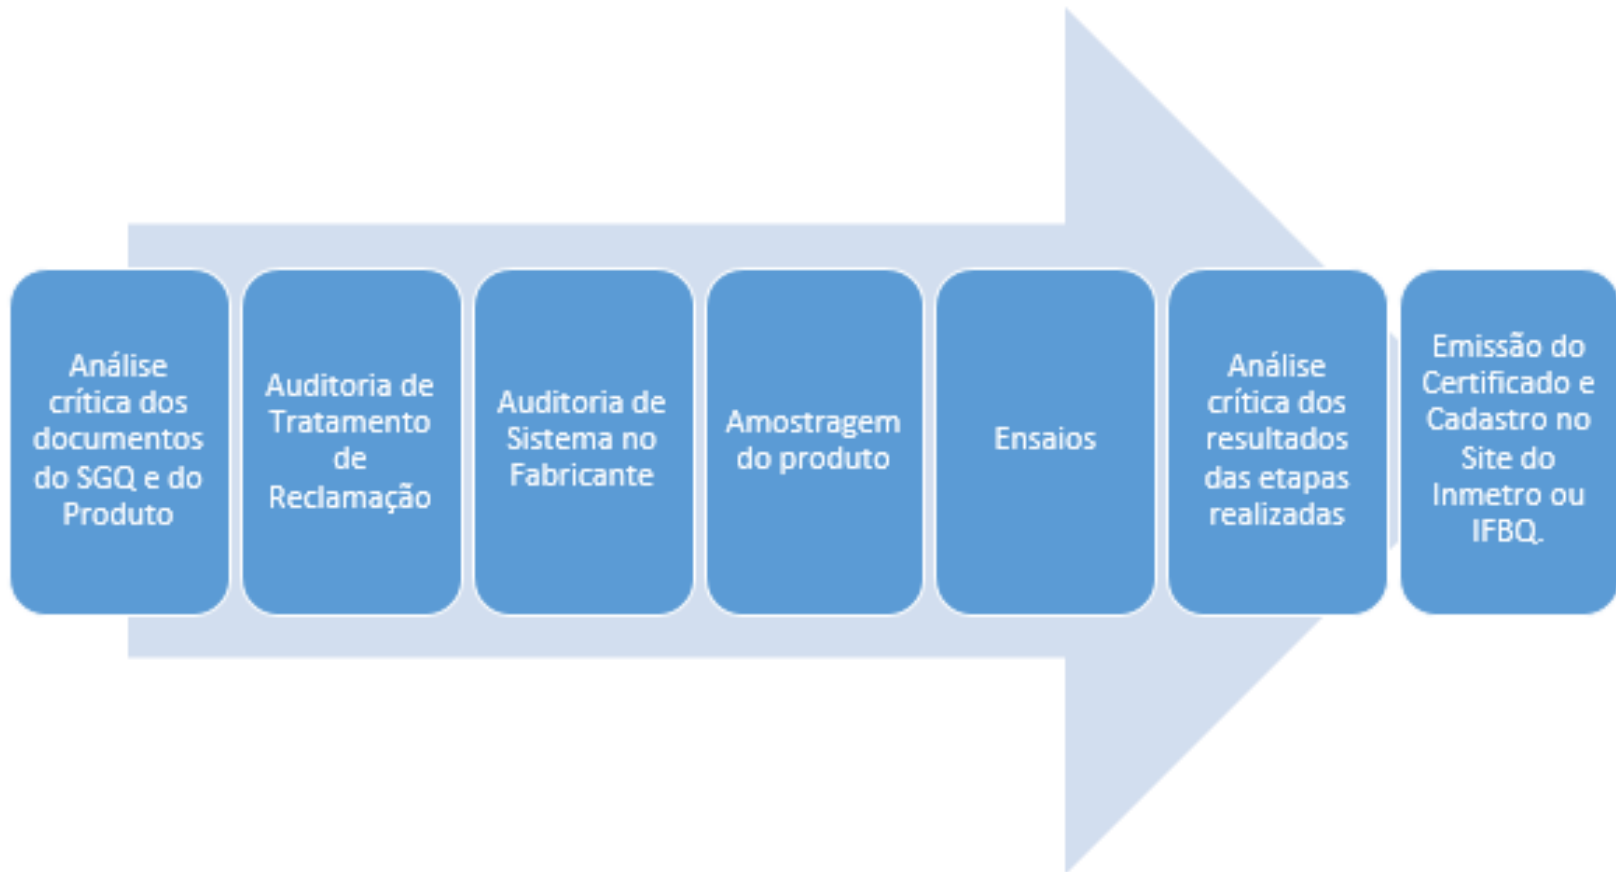 Análise
crítica dos
documentos
do SGQ e do
Produto
Auditoria de
Tratamento
de
Reclamação
Auditoria de
Sistema no
Fabricante
Amostragem
do produto
Ensaios
Análise
crítica dos
resultados
das etapas
realizadas
Emissão do
Certificado e
Cadastro no
Site do
Inmetro ou
IFBQ.